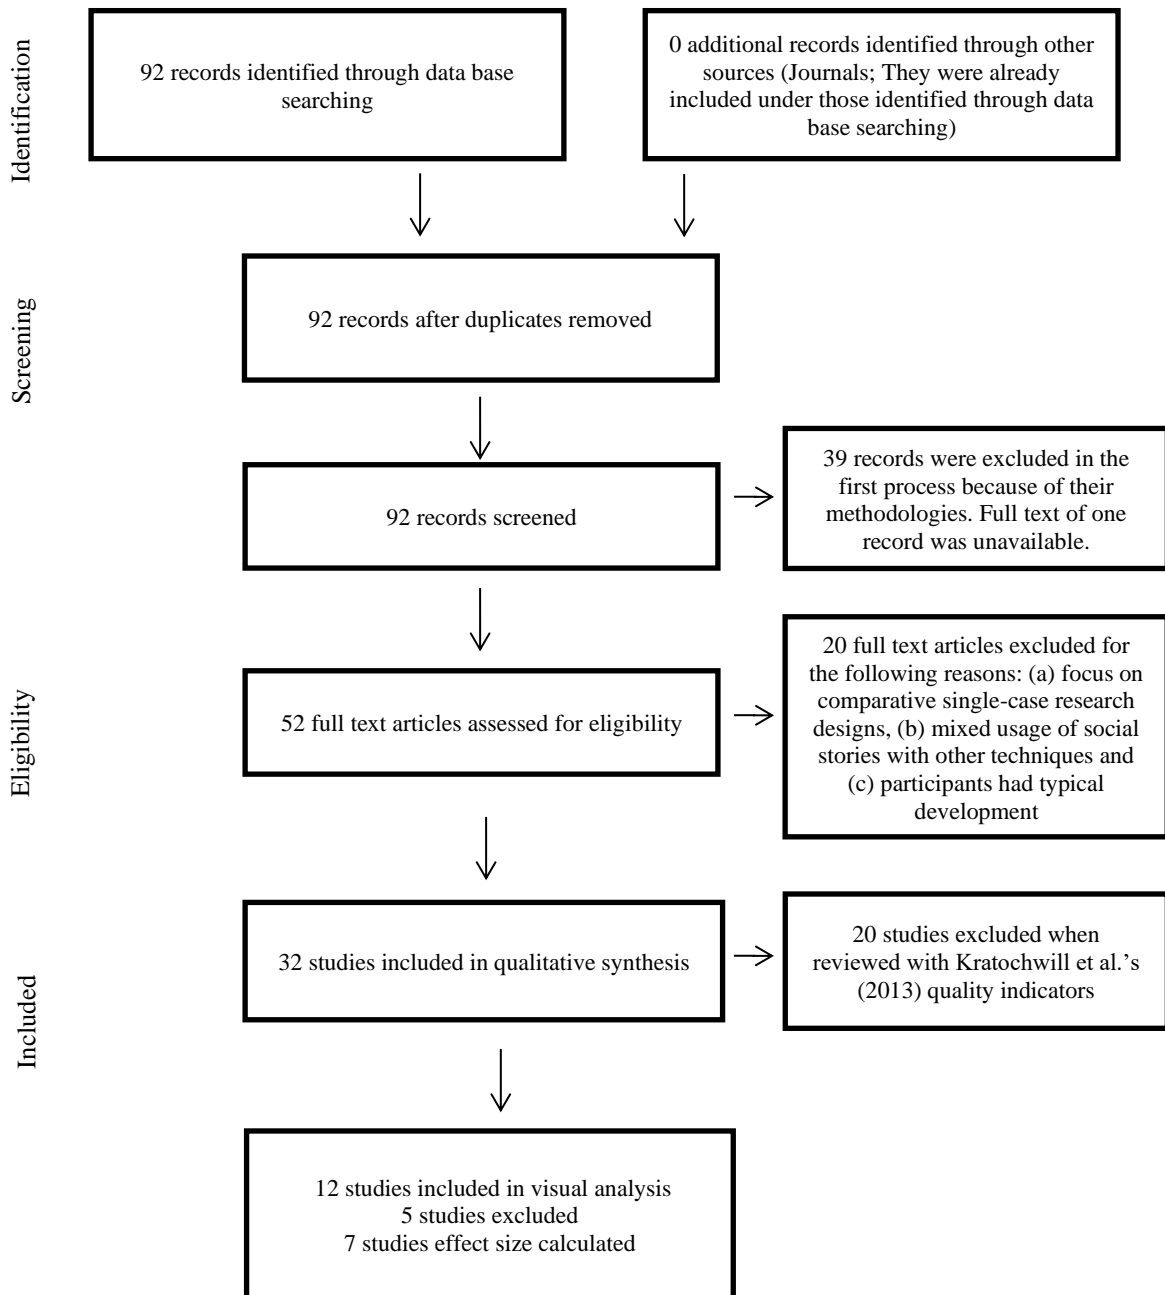 Identification
92 records identified through data base
searching
0 additional records identified through other
sources (Journals; They were already
included under those identified through data
base searching)
Screening
92 records after duplicates removed
92 records screened
39 records were excluded in the
first process because of their
methodologies. Full text of one
record was unavailable.
Eligibility
52 full text articles assessed for eligibility
20 full text articles excluded for
the following reasons: (a) focus on
comparative single-case research
designs, (b) mixed usage of social
stories with other techniques and
(c) participants had typical
development
Included
32 studies included in qualitative synthesis
20 studies excluded when
reviewed with Kratochwill et al.’s
(2013) quality indicators
12 studies included in visual analysis
5 studies excluded
7 studies effect size calculated